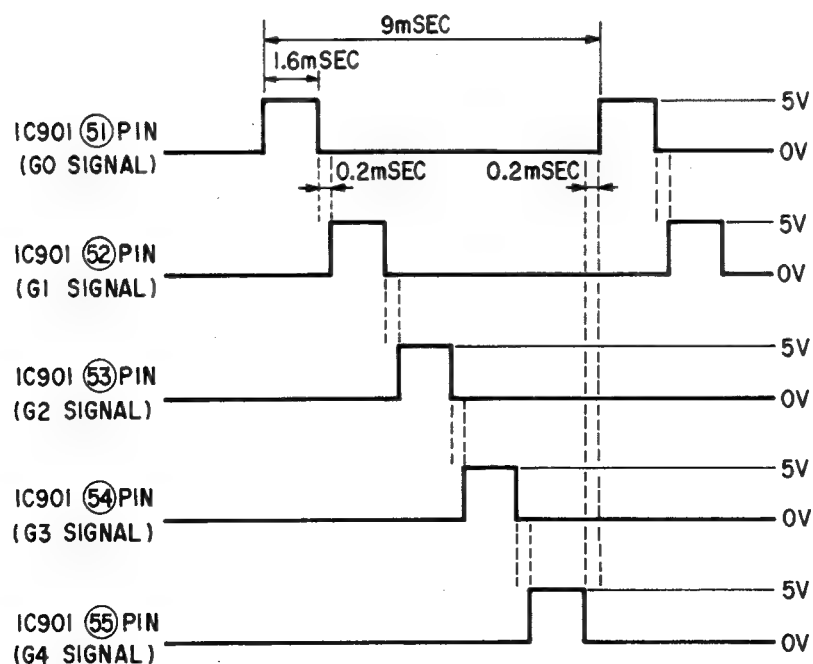 9mSEC
1.6mSEC
IC901 51 PIN
(G0 SIGNAL)
5V
0V
0.2mSEC
0.2mSEC
IC901 52 PIN
(G1 SIGNAL)
5V
0V
IC901 53 PIN
(G2 SIGNAL)
5V
0V
IC901 54 PIN
(G3 SIGNAL)
5V
0V
IC901 55 PIN
(G4 SIGNAL)
5V
0V